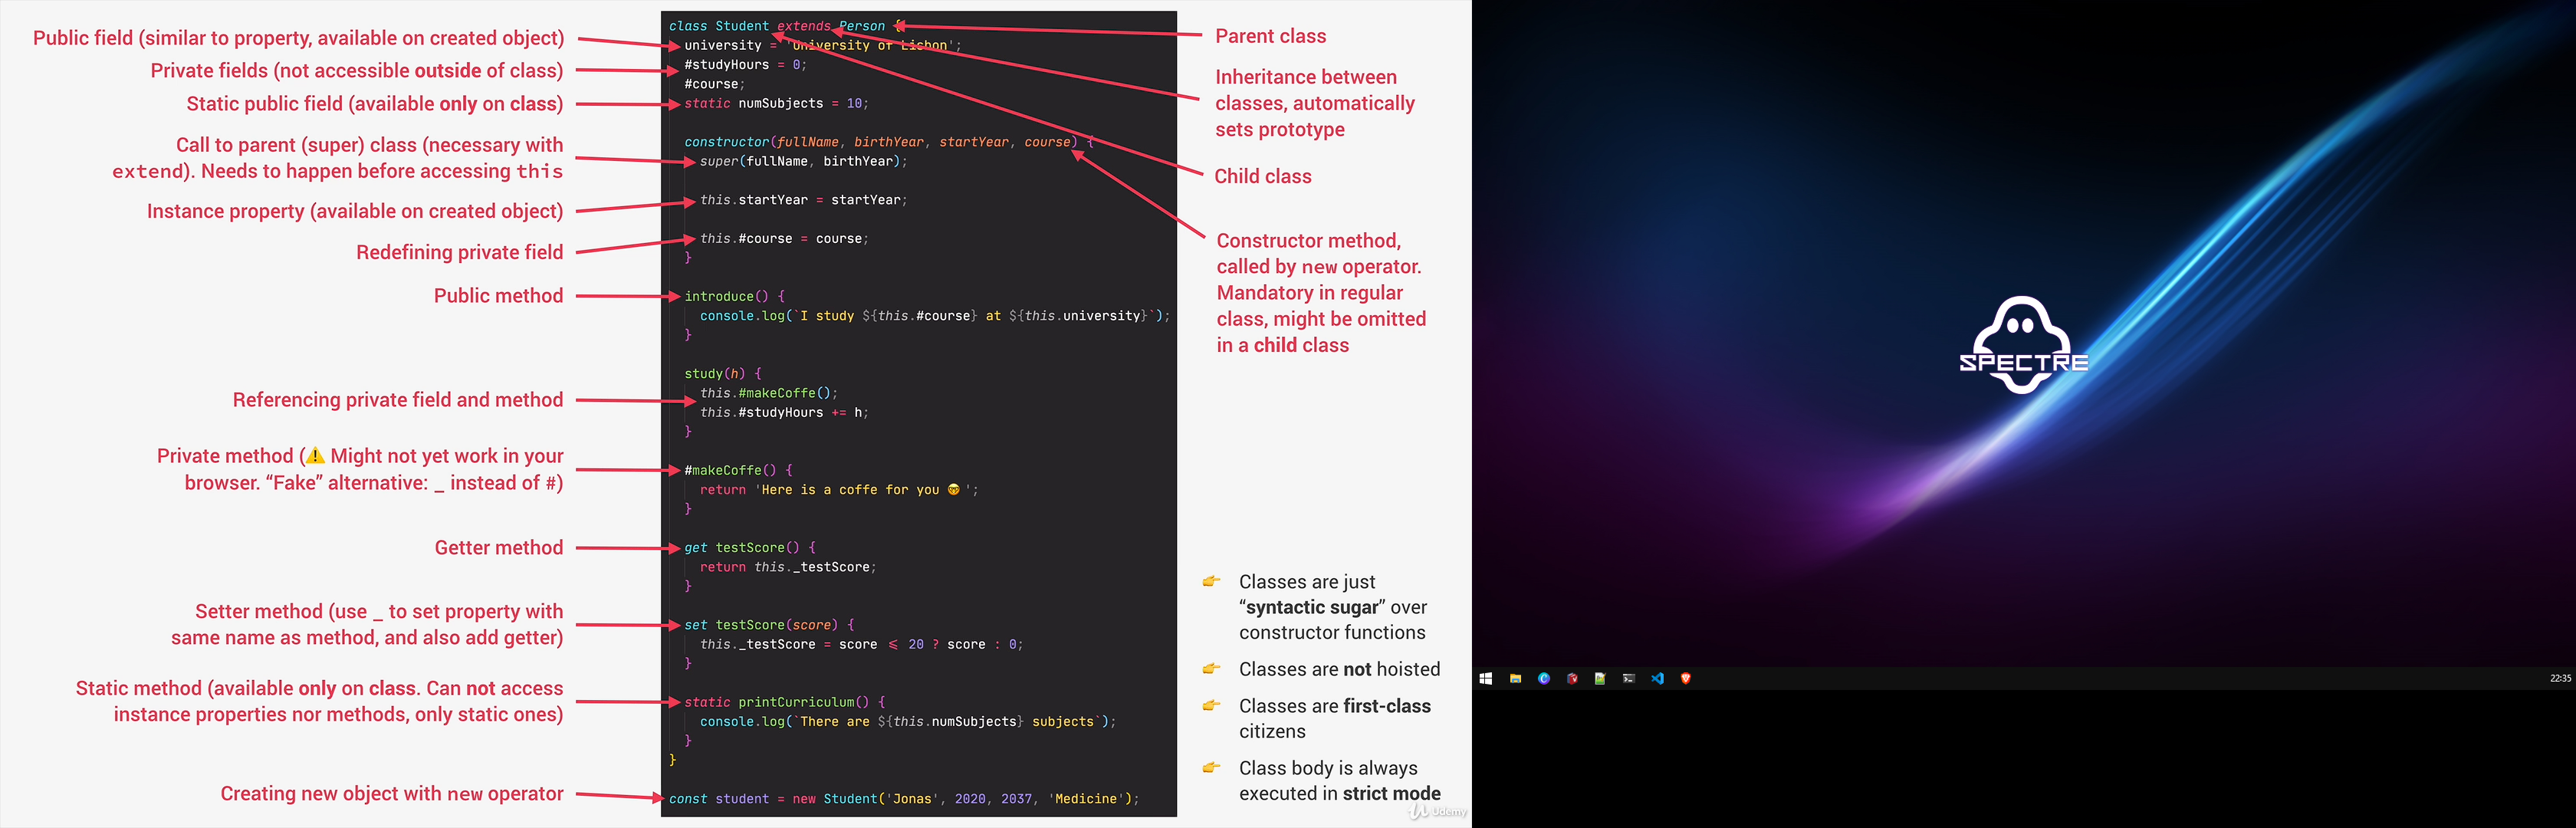 Public field (similar to property, available on created object)
Private fields (not accessible outside of class)
Static public field (available only on class)
Call to parent (super) class (necessary with
extend). Needs to happen before accessing this
Instance property (available on created object)
Redefining private field
Public method
Referencing private field and method
Private method (⚠️ Might not yet work in your
browser. “Fake” alternative: _ instead of #)
Getter method
Setter method (use _ to set property with
same name as method, and also add getter)
Static method (available only on class. Can not access
instance properties nor methods, only static ones)
Creating new object with new operator
class Student extends Person {
university = 'University of Lisbon';
#studyHours = 0;
#course;
static numSubjects = 10;
constructor(fullName, birthYear, startYear, course) {
super(fullName, birthYear);
this.startYear = startYear;
this.#course = course;
}
introduce() {
console.log(`I study ${this.#course} at ${this.university}`);
}
study(h) {
this.#makeCoffe();
this.#studyHours += h;
}
#makeCoffe() {
return 'Here is a coffe for you 🤓 ';
}
get testScore() {
return this._testScore;
}
set testScore(score) {
this._testScore = score ≤ 20 ? score : 0;
}
static printCurriculum() {
console.log(`There are ${this.numSubjects} subjects`);
}
}
const student = new Student('Jonas', 2020, 2037, 'Medicine');
Parent class
Inheritance between
classes, automatically
sets prototype
Child class
Constructor method,
called by new operator.
Mandatory in regular
class, might be omitted
in a child class
👉 Classes are just
“syntactic sugar” over
constructor functions
👉 Classes are not hoisted
👉 Classes are first-class
citizens
👉 Class body is always
executed in strict mode
Udemy
SPECTRE
22:35